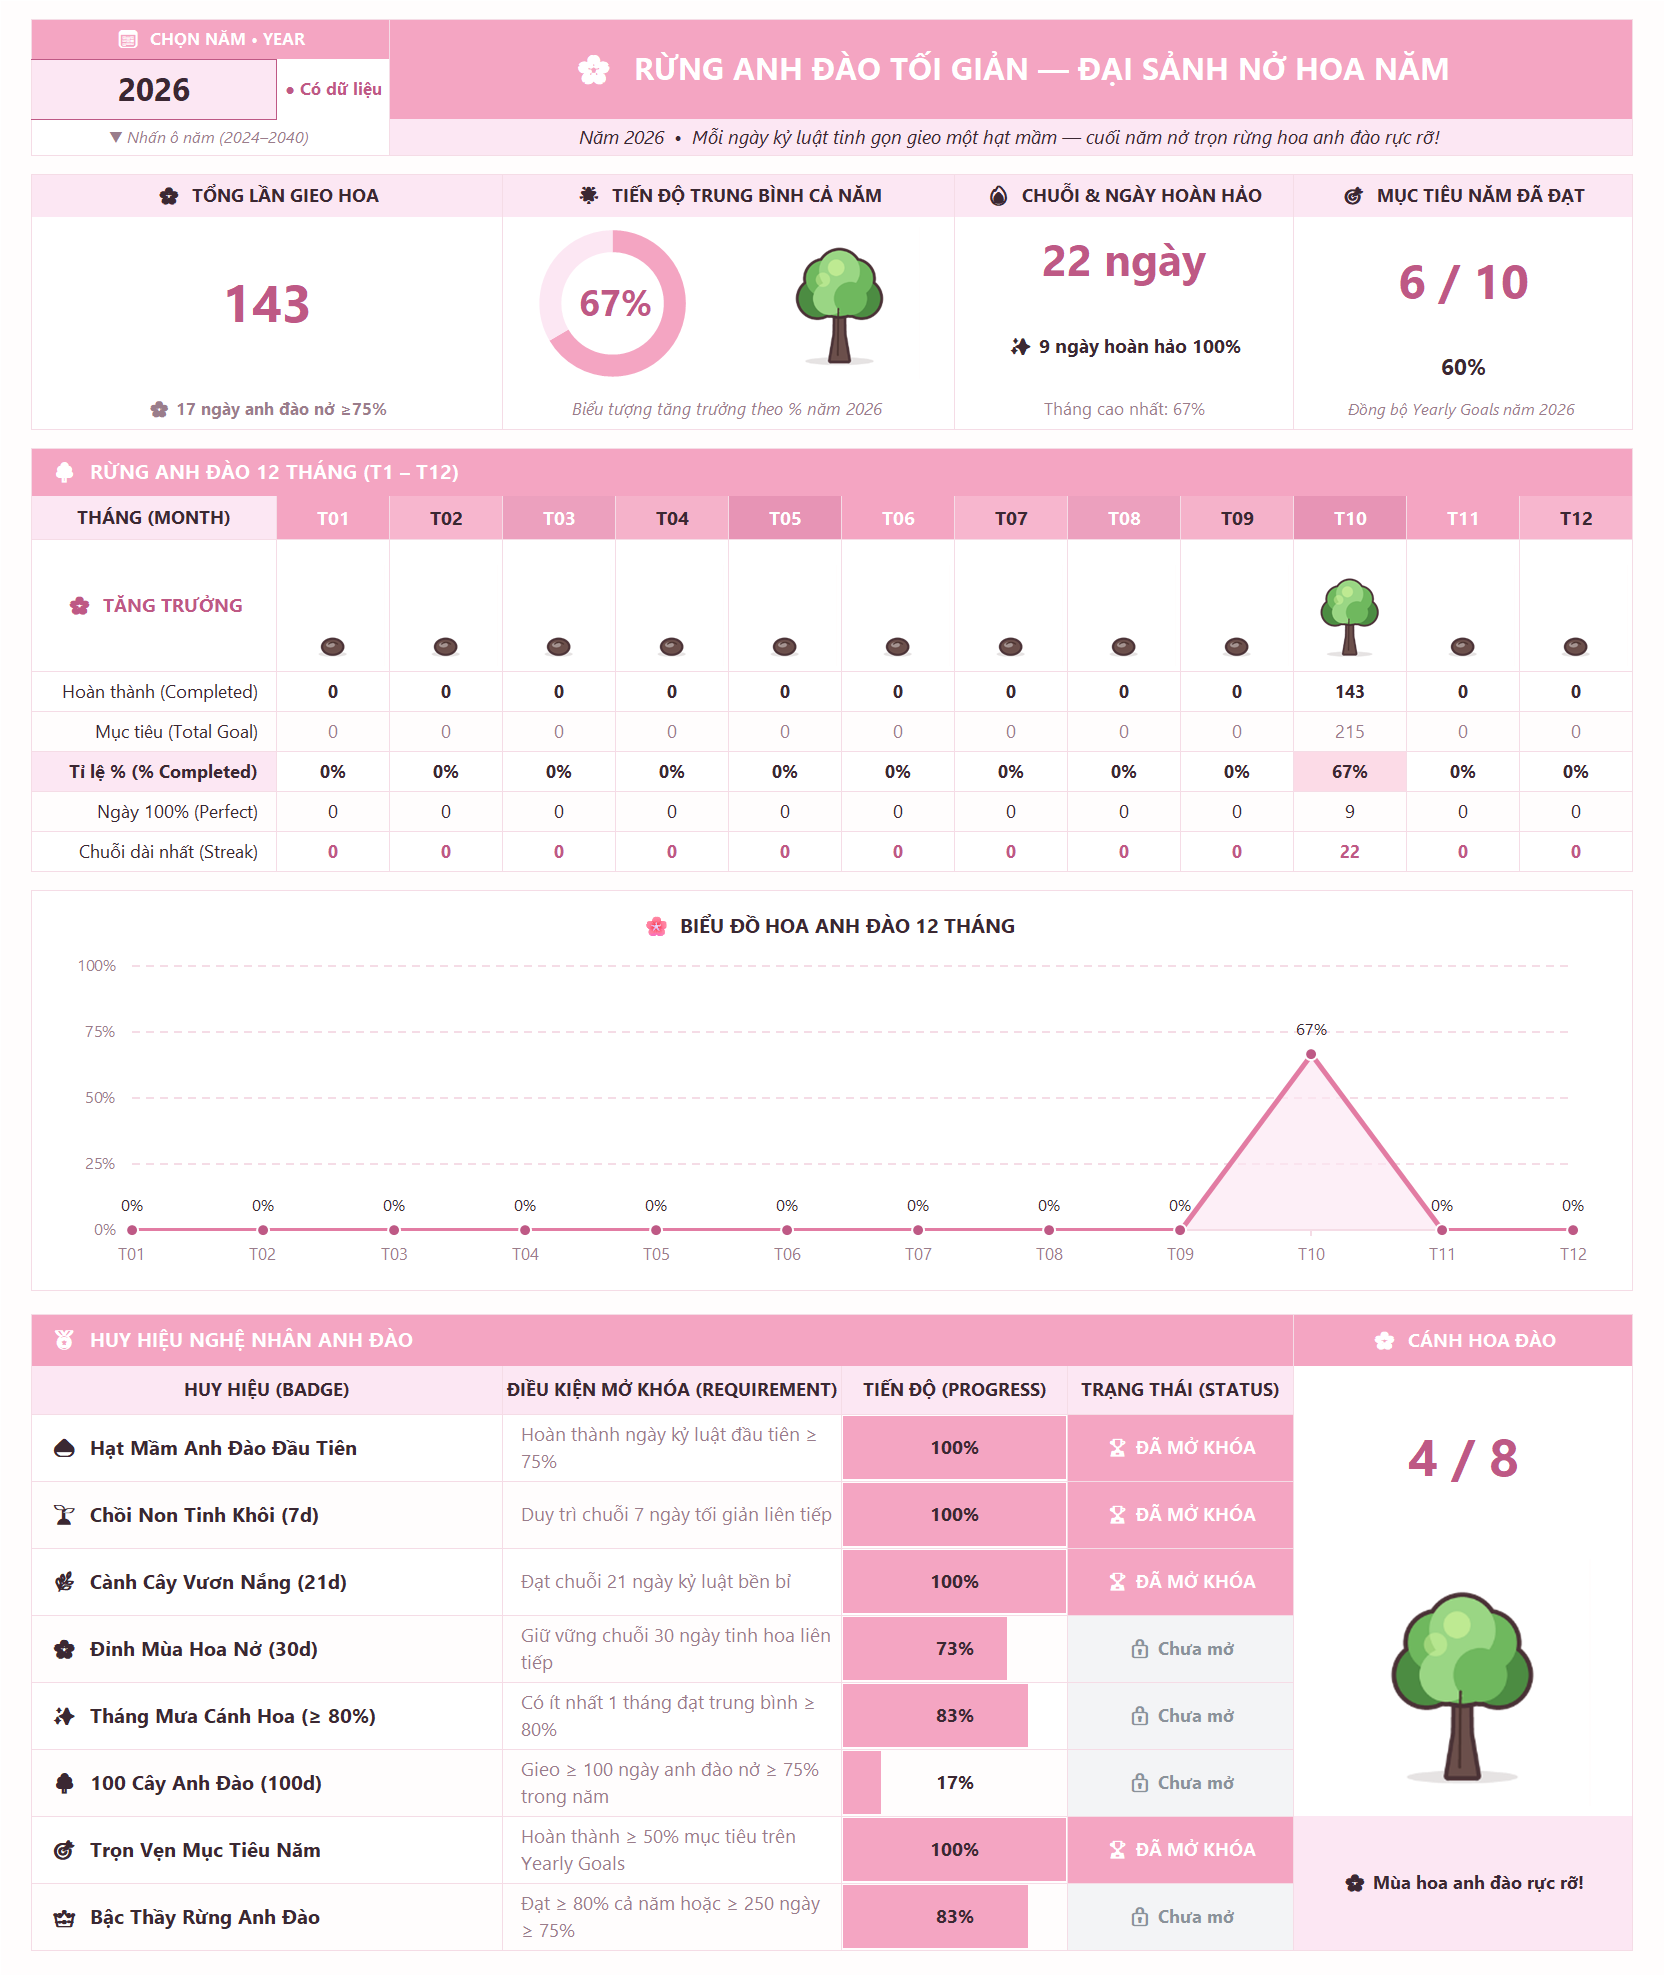 CHỌN NĂM • YEAR
2026
• Có dữ liệu
▼ Nhấn ô năm (2024–2040)
RỪNG ANH ĐÀO TỐI GIẢN — ĐẠI SẢNH NỞ HOA NĂM
Năm 2026 • Mỗi ngày kỷ luật tinh gọn gieo một hạt mầm — cuối năm nở trọn rừng hoa anh đào rực rỡ!
TỔNG LẦN GIEO HOA
143
17 ngày anh đào nở ≥75%
TIẾN ĐỘ TRUNG BÌNH CẢ NĂM
67%
Biểu tượng tăng trưởng theo % năm 2026
CHUỖI & NGÀY HOÀN HẢO
22 ngày
9 ngày hoàn hảo 100%
Tháng cao nhất: 67%
MỤC TIÊU NĂM ĐÃ ĐẠT
6 / 10
60%
Đồng bộ Yearly Goals năm 2026
RỪNG ANH ĐÀO 12 THÁNG (T1 – T12)
THÁNG (MONTH) T01 T02 T03 T04 T05 T06 T07 T08 T09 T10 T11 T12
TĂNG TRƯỞNG
Hoàn thành (Completed) 0 0 0 0 0 0 0 0 0 143 0 0
Mục tiêu (Total Goal) 0 0 0 0 0 0 0 0 0 215 0 0
Tỉ lệ % (% Completed) 0% 0% 0% 0% 0% 0% 0% 0% 0% 67% 0% 0%
Ngày 100% (Perfect) 0 0 0 0 0 0 0 0 0 9 0 0
Chuỗi dài nhất (Streak) 0 0 0 0 0 0 0 0 0 22 0 0
BIỂU ĐỒ HOA ANH ĐÀO 12 THÁNG
100%
75%
67%
50%
25%
0% 0% 0% 0% 0% 0% 0% 0% 0% 0% 0%
0%
T01 T02 T03 T04 T05 T06 T07 T08 T09 T10 T11 T12
HUY HIỆU NGHỆ NHÂN ANH ĐÀO
HUY HIỆU (BADGE) ĐIỀU KIỆN MỞ KHÓA (REQUIREMENT) TIẾN ĐỘ (PROGRESS) TRẠNG THÁI (STATUS)
Hạt Mầm Anh Đào Đầu Tiên
Hoàn thành ngày kỷ luật đầu tiên ≥
75%
100%
ĐÃ MỞ KHÓA
Chồi Non Tinh Khôi (7d)
Duy trì chuỗi 7 ngày tối giản liên tiếp
100%
ĐÃ MỞ KHÓA
Cành Cây Vươn Nắng (21d)
Đạt chuỗi 21 ngày kỷ luật bền bỉ
100%
ĐÃ MỞ KHÓA
Đỉnh Mùa Hoa Nở (30d)
Giữ vững chuỗi 30 ngày tinh hoa liên
tiếp
73%
Chưa mở
Tháng Mưa Cánh Hoa (≥ 80%)
Có ít nhất 1 tháng đạt trung bình ≥
80%
83%
Chưa mở
100 Cây Anh Đào (100d)
Gieo ≥ 100 ngày anh đào nở ≥ 75%
trong năm
17%
Chưa mở
Trọn Vẹn Mục Tiêu Năm
Hoàn thành ≥ 50% mục tiêu trên
Yearly Goals
100%
ĐÃ MỞ KHÓA
Bậc Thầy Rừng Anh Đào
Đạt ≥ 80% cả năm hoặc ≥ 250 ngày
≥ 75%
83%
Chưa mở
CÁNH HOA ĐÀO
4 / 8
Mùa hoa anh đào rực rỡ!